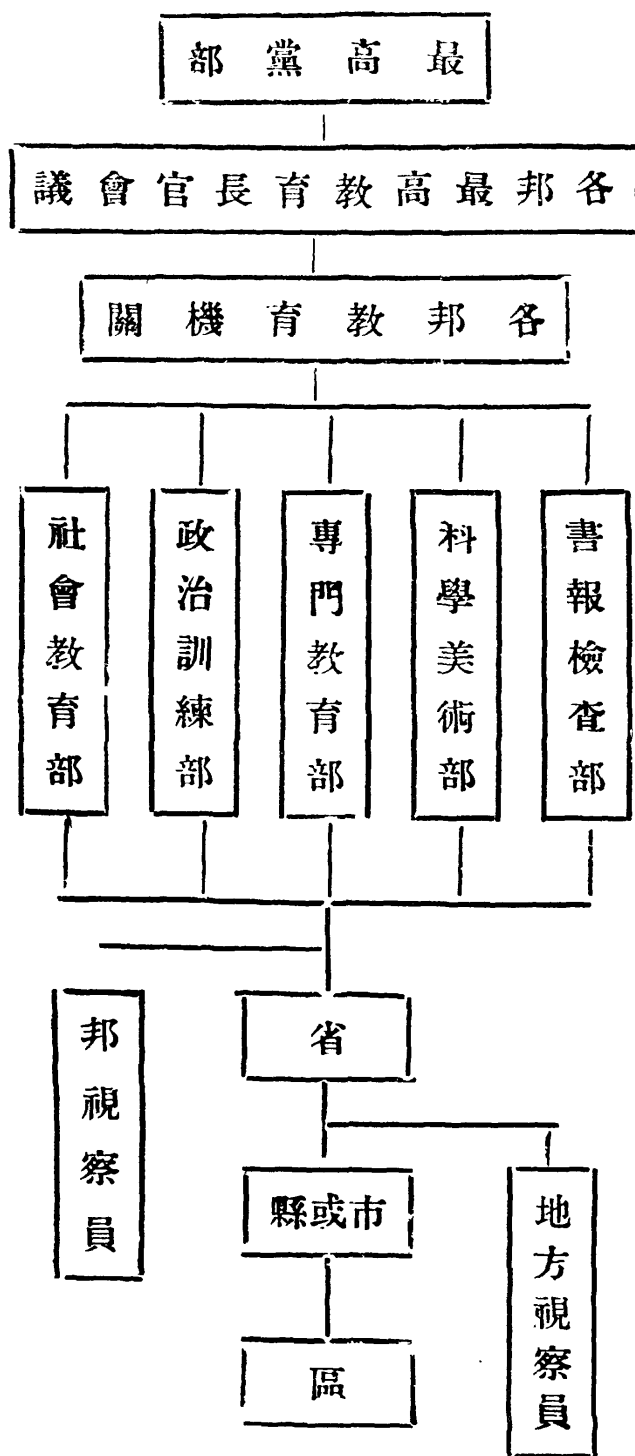 最高黨部
各邦最高教育長官會議
各邦教育機關
書報檢查部
科學美術部
專門教育部
政治訓練部
社會教育部
邦視察員
省
市或縣
地方視察員
區